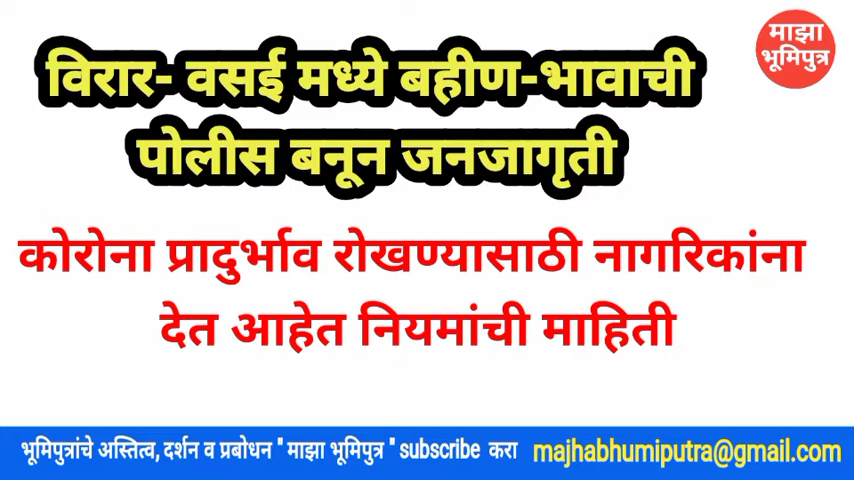 माझा
भूमिपुत्र
विरार- वसई मध्ये बहीण-भावाची
पोलीस बनून जनजागृती
कोरोना प्रादुर्भाव रोखण्यासाठी नागरिकांना
देत आहेत नियमांची माहिती
भूमिपुत्रांचे अस्तित्व, दर्शन व प्रबोधन " माझा भूमिपुत्र " subscribe करा majhabhumiputra@gmail.com